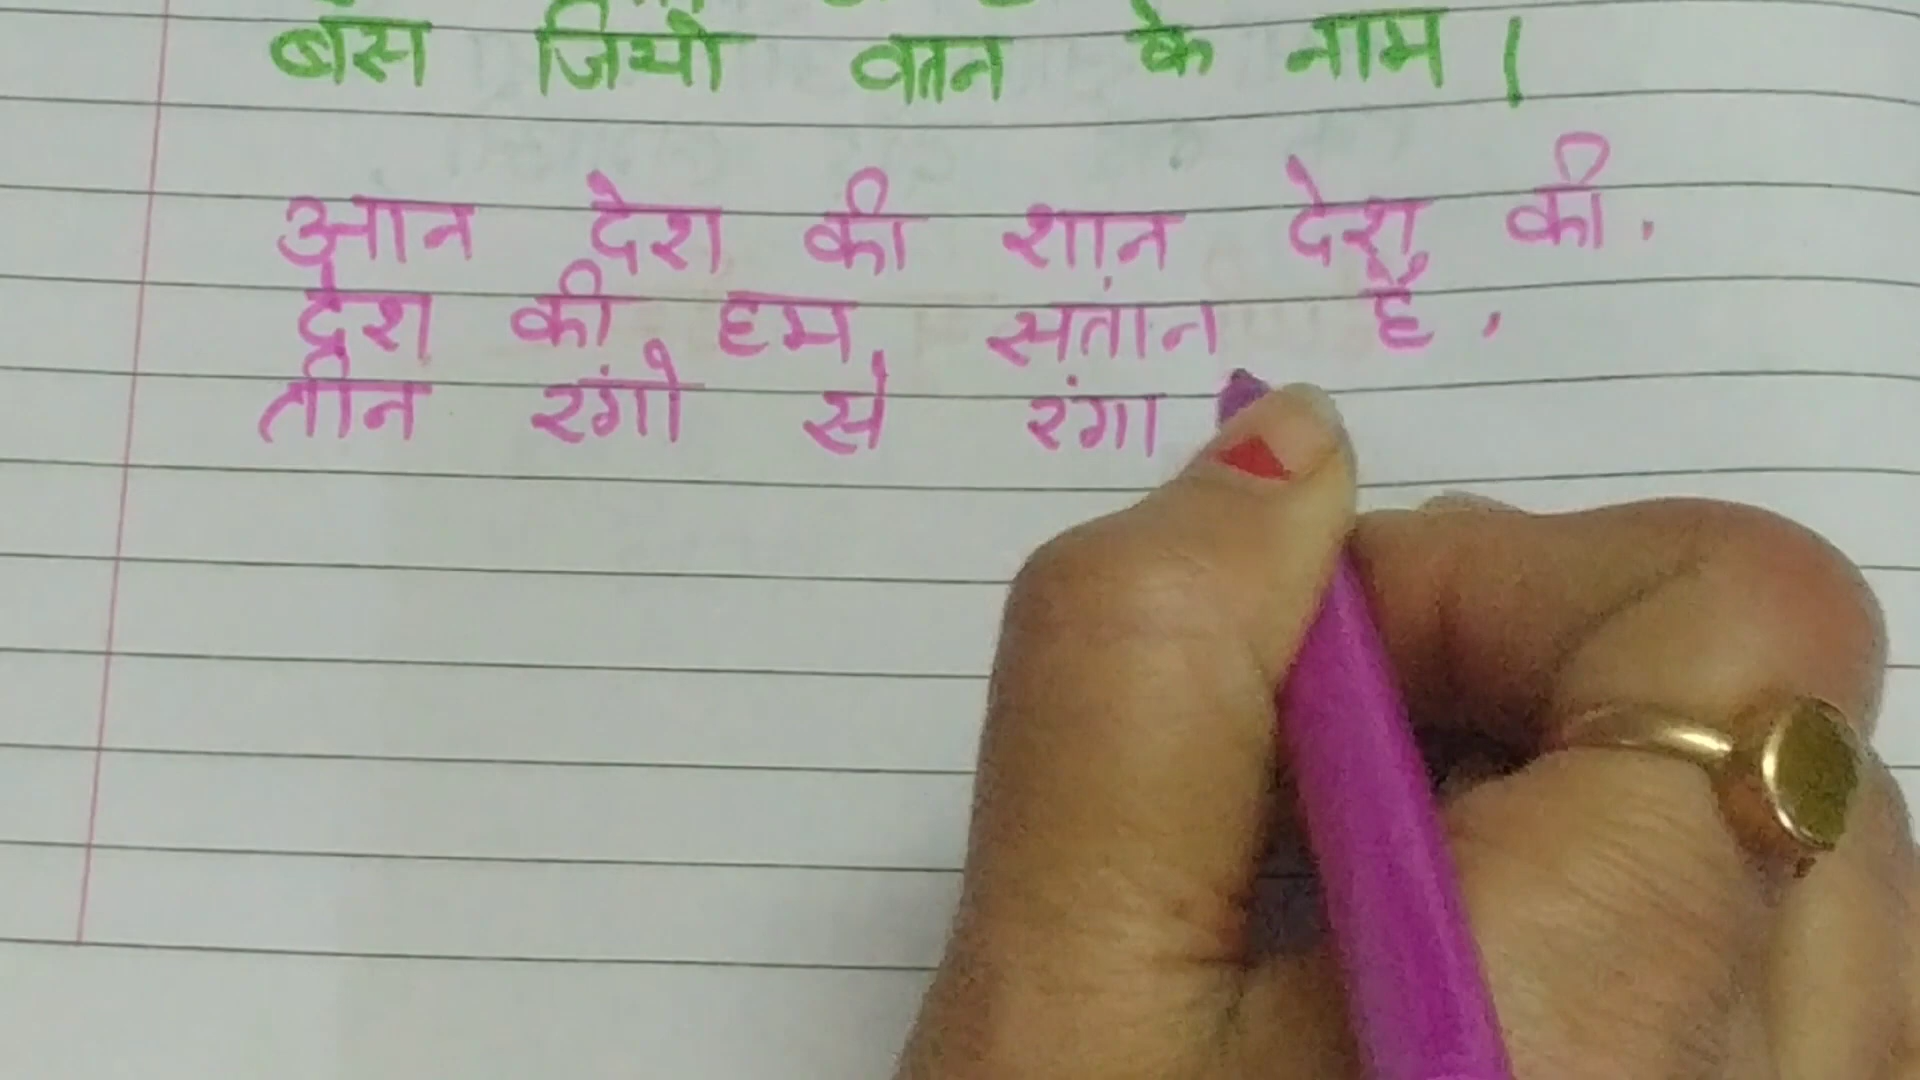 बस जियो वतन के नाम।
आन देश की शान देश की,
देश की हम संतान है,
तीन रंगो से रंगा